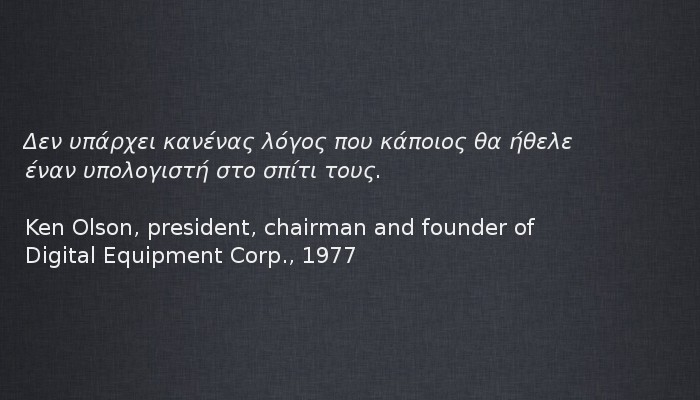 Δεν υπάρχει κανένας λόγος που κάποιος θα ήθελε
έναν υπολογιστή στο σπίτι τους.
Ken Olson, president, chairman and founder of
Digital Equipment Corp., 1977